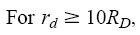 For r_d ≥ 10R_D,